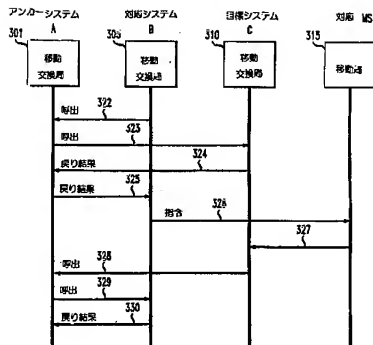 アンカーシステム
A
対応システム
B
目標システム
C
対応 MS
301
移動
交換局
305
移動
交換局
310
移動
交換局
315
移動局
呼出
322
呼出
323
324
戻り結果
戻り結果
325
指令
326
327
328
呼出
呼出
329
戻り結果
330